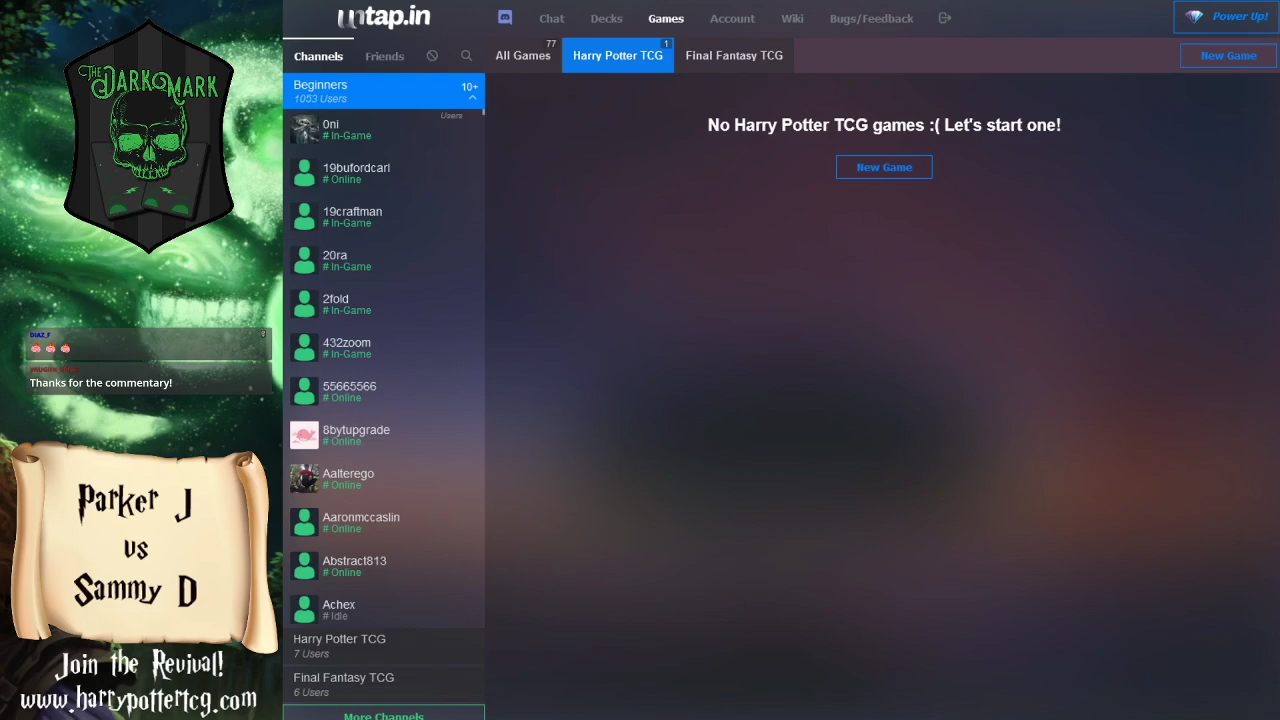 THE
DARK MARK
DIAZ_F
Thanks for the commentary!
Parker J
vs
Sammy D
Join the Revival!
www.harrypottertcg.com
untap.in
Chat
Decks
Games
Account
Wiki
Bugs/Feedback
Power Up!
Channels
Friends
All Games
77
Harry Potter TCG
1
Final Fantasy TCG
New Game
Beginners
10+
1053 Users
Users
0ni
# In-Game
19bufordcarl
# Online
19craftman
# In-Game
20ra
# In-Game
2fold
# In-Game
432zoom
# In-Game
55665566
# Online
8bytupgrade
# Online
Aalterego
# Online
Aaronmccaslin
# Online
Abstract813
# Online
Achex
# Idle
Harry Potter TCG
7 Users
Final Fantasy TCG
6 Users
More Channels
No Harry Potter TCG games :( Let's start one!
New Game